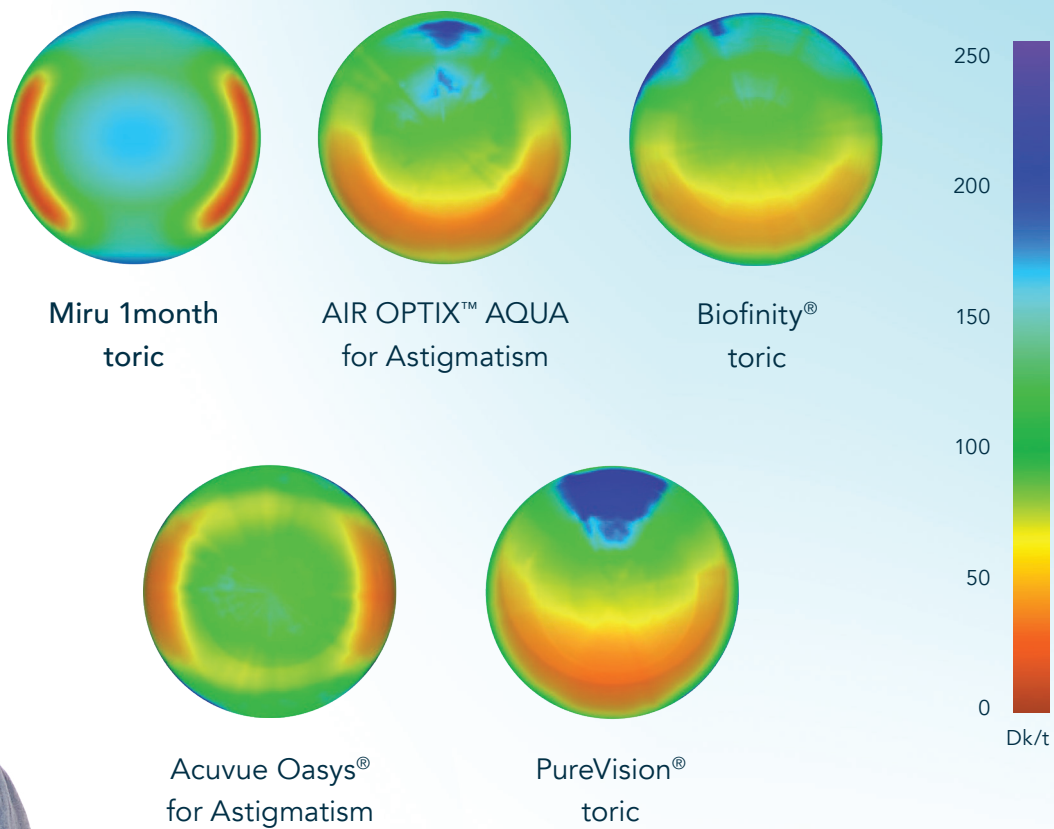 Miru 1month
toric
AIR OPTIX™ AQUA
for Astigmatism
Biofinity®
toric
Acuvue Oasys®
for Astigmatism
PureVision®
toric
250
200
150
100
50
0
Dk/t